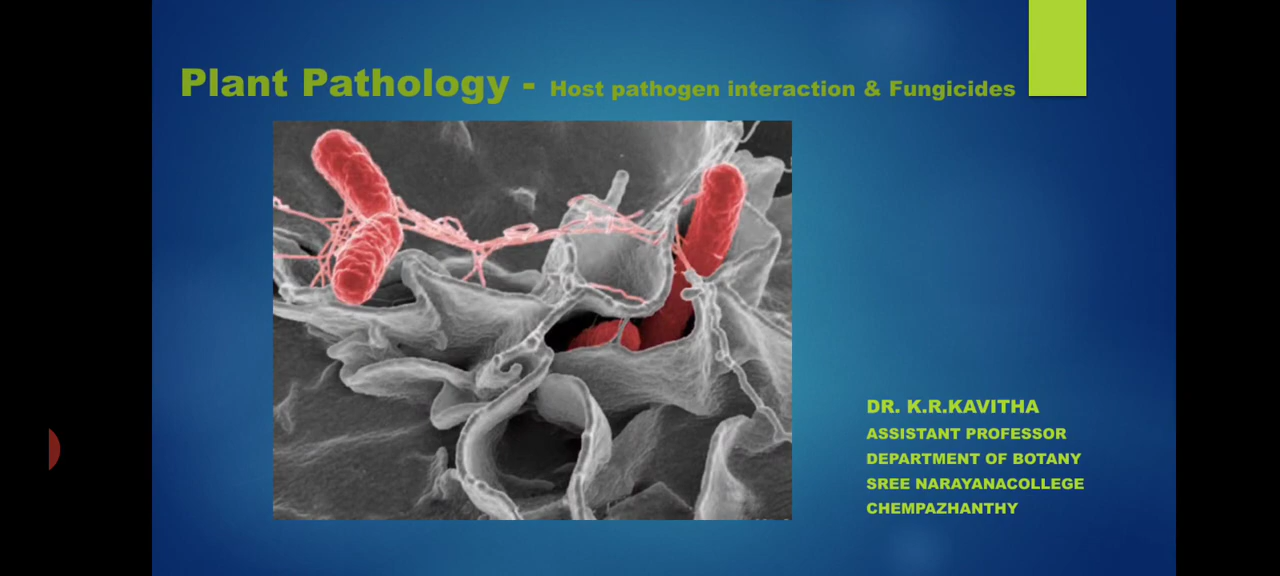 Plant Pathology - Host pathogen interaction & Fungicides
DR. K.R.KAVITHA
ASSISTANT PROFESSOR
DEPARTMENT OF BOTANY
SREE NARAYANACOLLEGE
CHEMPAZHANTHY